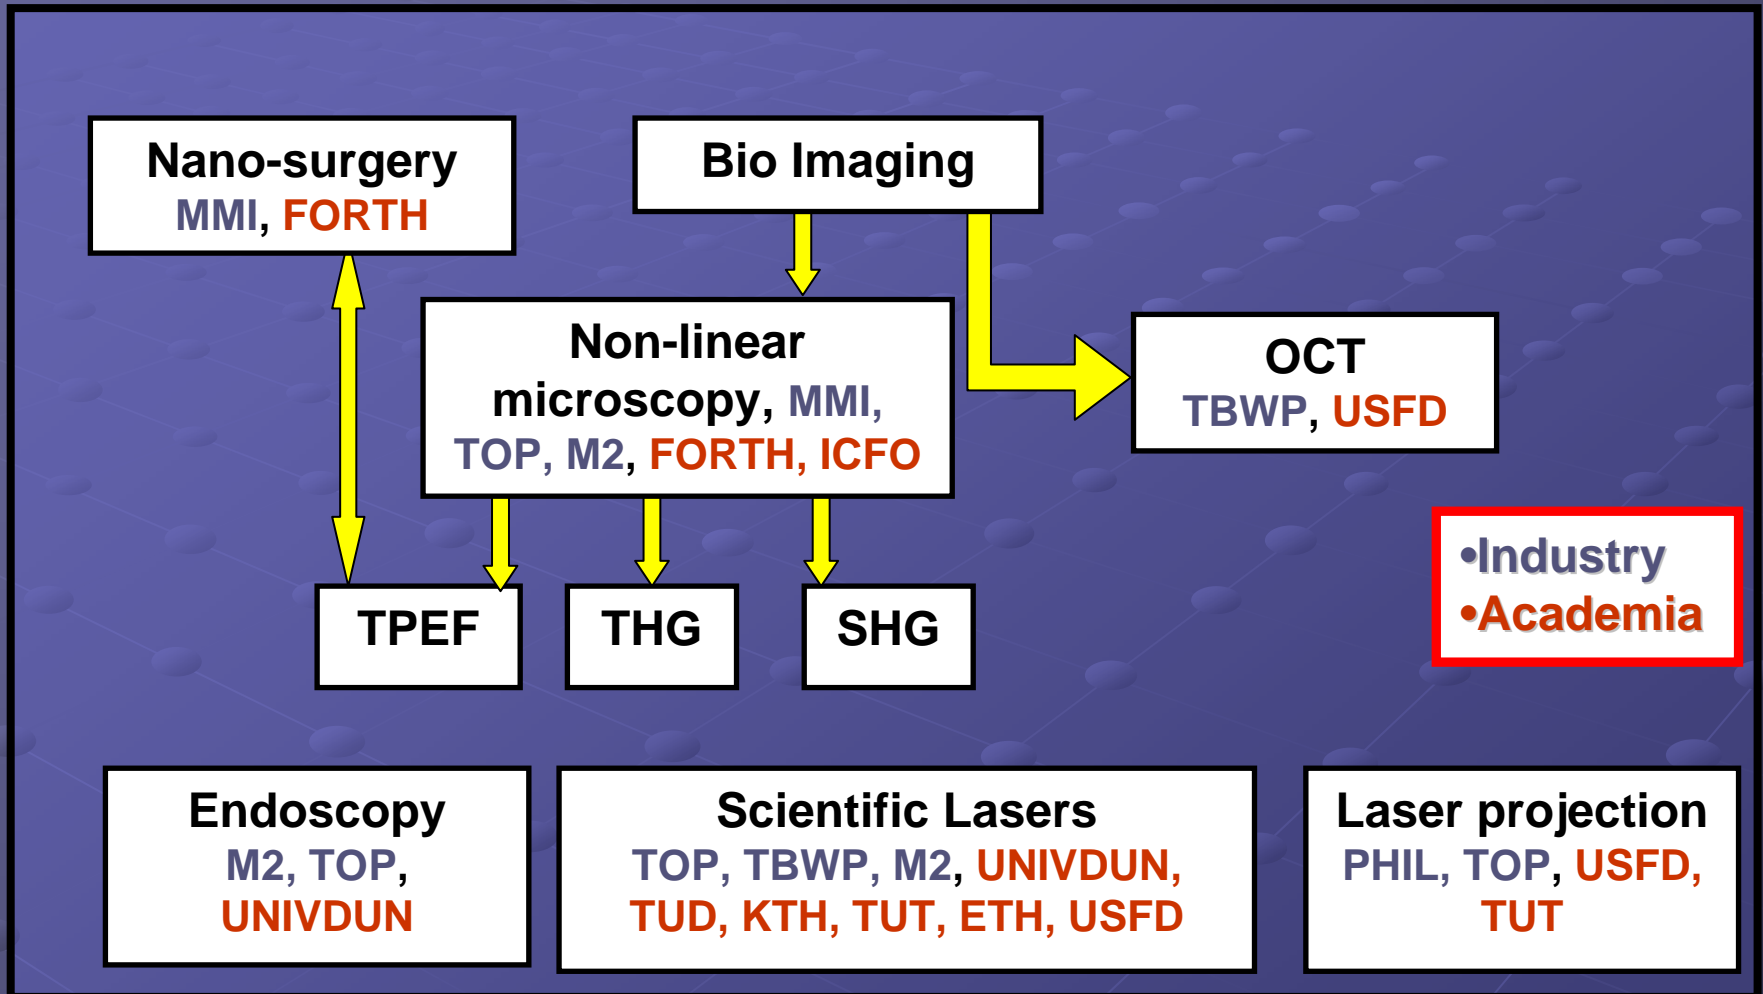 Nano-surgery
MMI, FORTH
Bio Imaging
Non-linear
microscopy, MMI,
TOP, M2, FORTH, ICFO
OCT
TBWP, USFD
•Industry
•Academia
TPEF
THG
SHG
Endoscopy
M2, TOP,
UNIVDUN
Scientific Lasers
TOP, TBWP, M2, UNIVDUN,
TUD, KTH, TUT, ETH, USFD
Laser projection
PHIL, TOP, USFD,
TUT